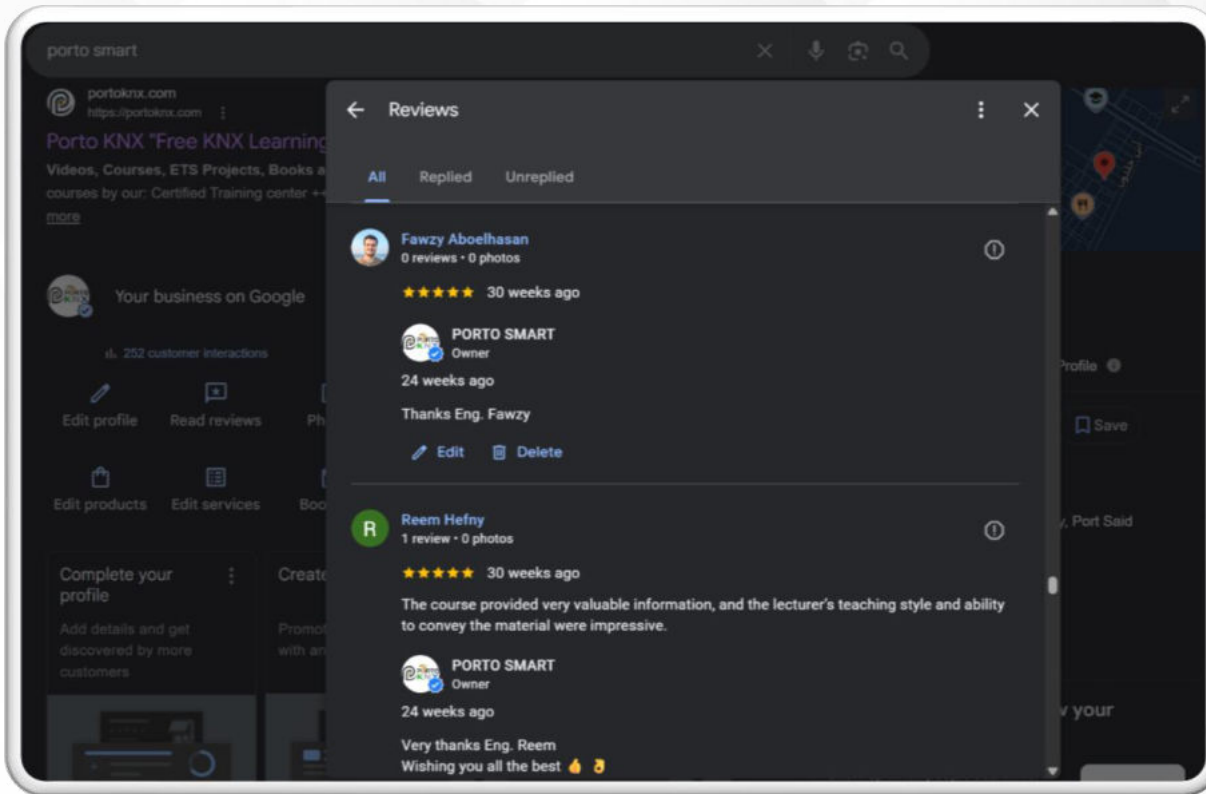 porto smart
portoknx.com
https://portoknx.com
Porto KNX "Free KNX Learning
Videos, Courses, ETS Projects, Books a
courses by our: Certified Training center ++
more
Your business on Google
252 customer interactions
Edit profile
Read reviews
Ph
Edit products
Edit services
Boo
Complete your
profile
Add details and get
discovered by more
customers
Create
Promot
with an
Reviews
All
Replied
Unreplied
Fawzy Aboelhasan
0 reviews • 0 photos
30 weeks ago
PORTO SMART
Owner
24 weeks ago
Thanks Eng. Fawzy
Edit
Delete
R
Reem Hefny
1 review • 0 photos
30 weeks ago
The course provided very valuable information, and the lecturer's teaching style and ability
to convey the material were impressive.
PORTO SMART
Owner
24 weeks ago
Very thanks Eng. Reem
Wishing you all the best 👍 👌
Profile
Save
, Port Said
your